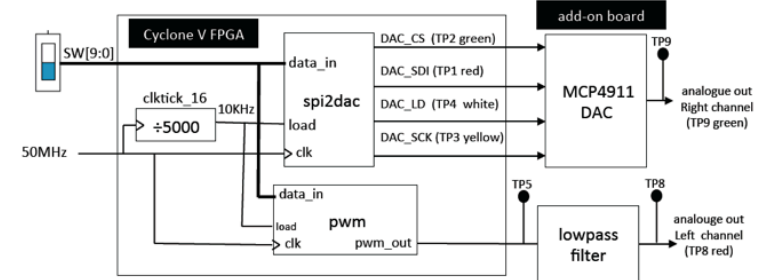 Cyclone V FPGA
add-on board
SW[9:0]
data_in
spi2dac
load
clk
DAC_CS (TP2 green)
DAC_SDI (TP1 red)
DAC_LD (TP4 white)
DAC_SCK (TP3 yellow)
MCP4911
DAC
TP9
analogue out
Right channel
(TP9 green)
clktick_16
÷5000
10KHz
50MHz
data_in
load
clk
pwm
pwm_out
TP5
lowpass
filter
TP8
analouge out
Left channel
(TP8 red)